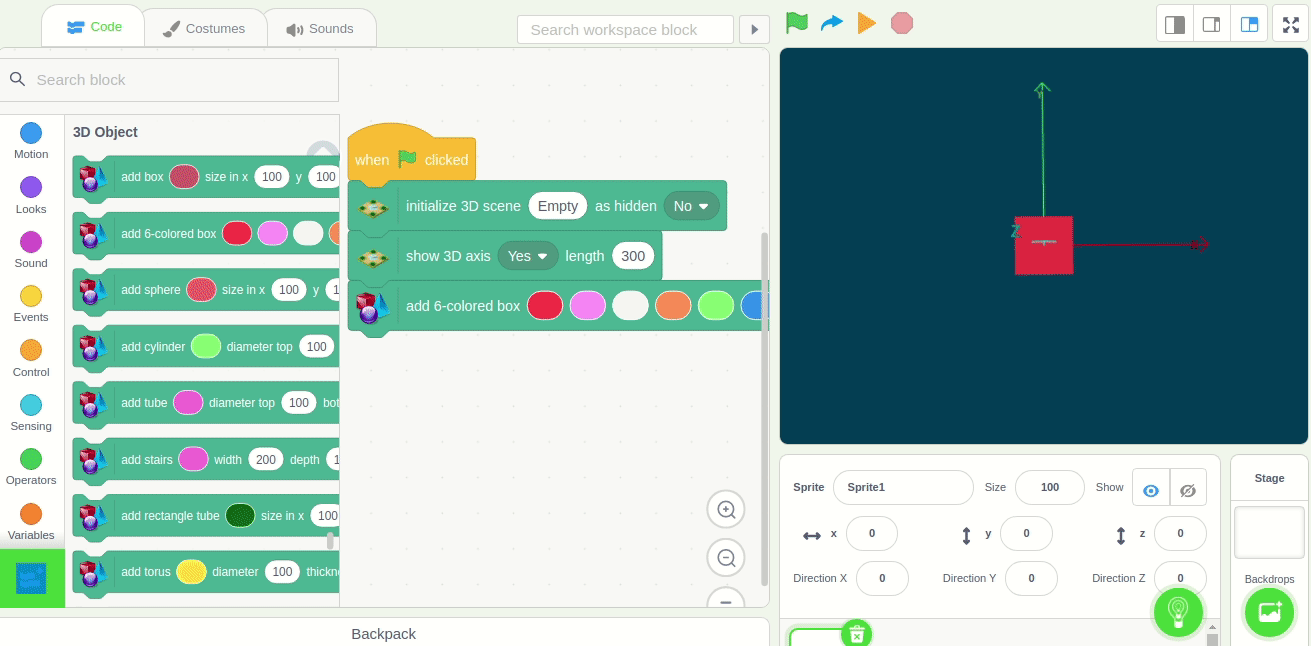 Code
Costumes
Sounds
Search workspace block
Search block
Motion
Looks
Sound
Events
Control
Sensing
Operators
Variables
3D Object
add box size in x 100 y 100
add 6-colored box
add sphere size in x 100 y
add cylinder diameter top 100
add tube diameter top 100
add stairs width 200 depth
add rectangle tube size in x 100
add torus diameter 100
when clicked
initialize 3D scene Empty as hidden No
show 3D axis Yes length 300
add 6-colored box
Backpack
Z
Sprite Sprite1 Size 100 Show
x 0 y 0 z 0
Direction X 0 Direction Y 0 Direction Z 0
Stage
Backdrops